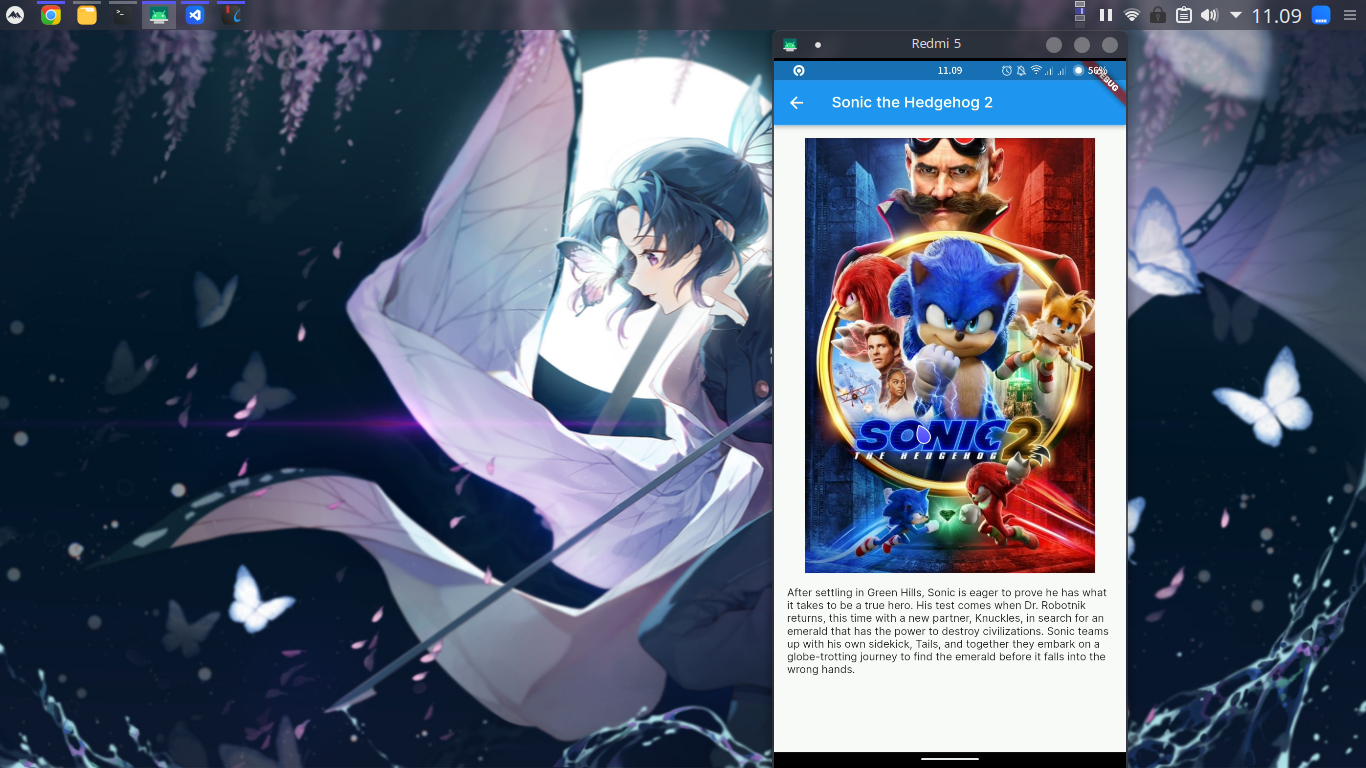 11.09
Redmi 5
11.09
56%
DEBUG
Sonic the Hedgehog 2
SONIC 2
THE HEDGEHOG
After settling in Green Hills, Sonic is eager to prove he has what
it takes to be a true hero. His test comes when Dr. Robotnik
returns, this time with a new partner, Knuckles, in search for an
emerald that has the power to destroy civilizations. Sonic teams
up with his own sidekick, Tails, and together they embark on a
globe-trotting journey to find the emerald before it falls into the
wrong hands.